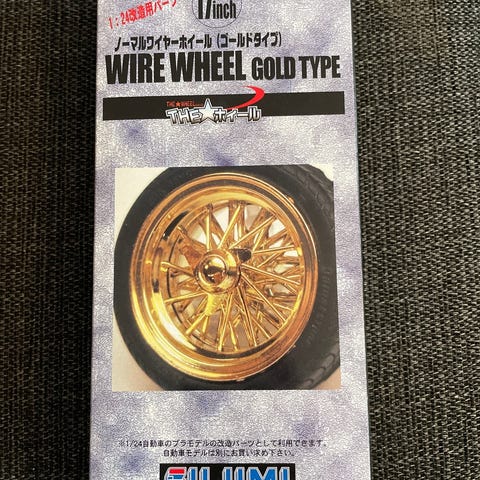 1:24改造用パーツ
17inch
ノーマルワイヤーホイール(ゴールドタイプ)
WIRE WHEEL GOLD TYPE
THE★WHEEL
THE★ホイール
※1/24自動車のプラモデルの改造パーツとして利用できます。
自動車モデルは別にお買い求め下さい。
FUJIMI